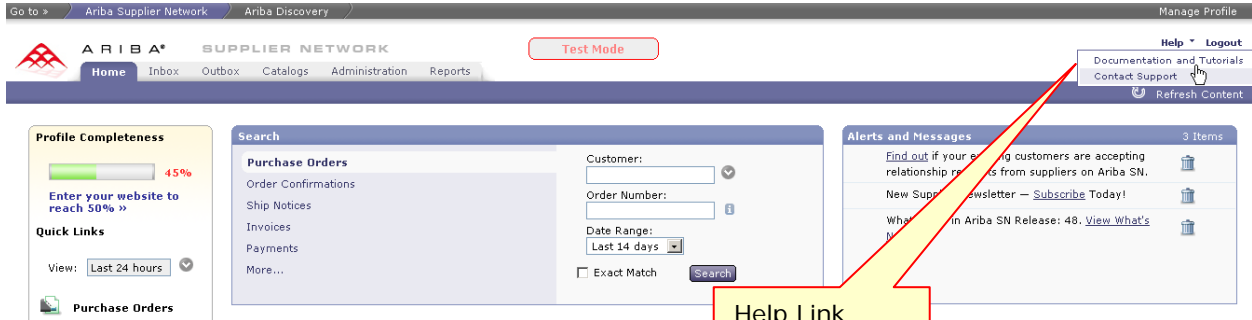 Go to » Ariba Supplier Network Ariba Discovery Manage Profile
ARIBA® SUPPLIER NETWORK Test Mode Help Logout
Home Inbox Outbox Catalogs Administration Reports
Documentation and Tutorials
Contact Support
Refresh Content
Profile Completeness
45%
Enter your website to
reach 50% »
Quick Links
View: Last 24 hours
Purchase Orders
Search
Purchase Orders
Order Confirmations
Ship Notices
Invoices
Payments
More...
Customer:
Order Number:
Date Range:
Last 14 days
Exact Match Search
Alerts and Messages 3 Items
Find out if your customers are accepting
relationship from suppliers on Ariba SN.
New — Subscribe Today!
in Ariba SN Release: 48. View What's
Help Link